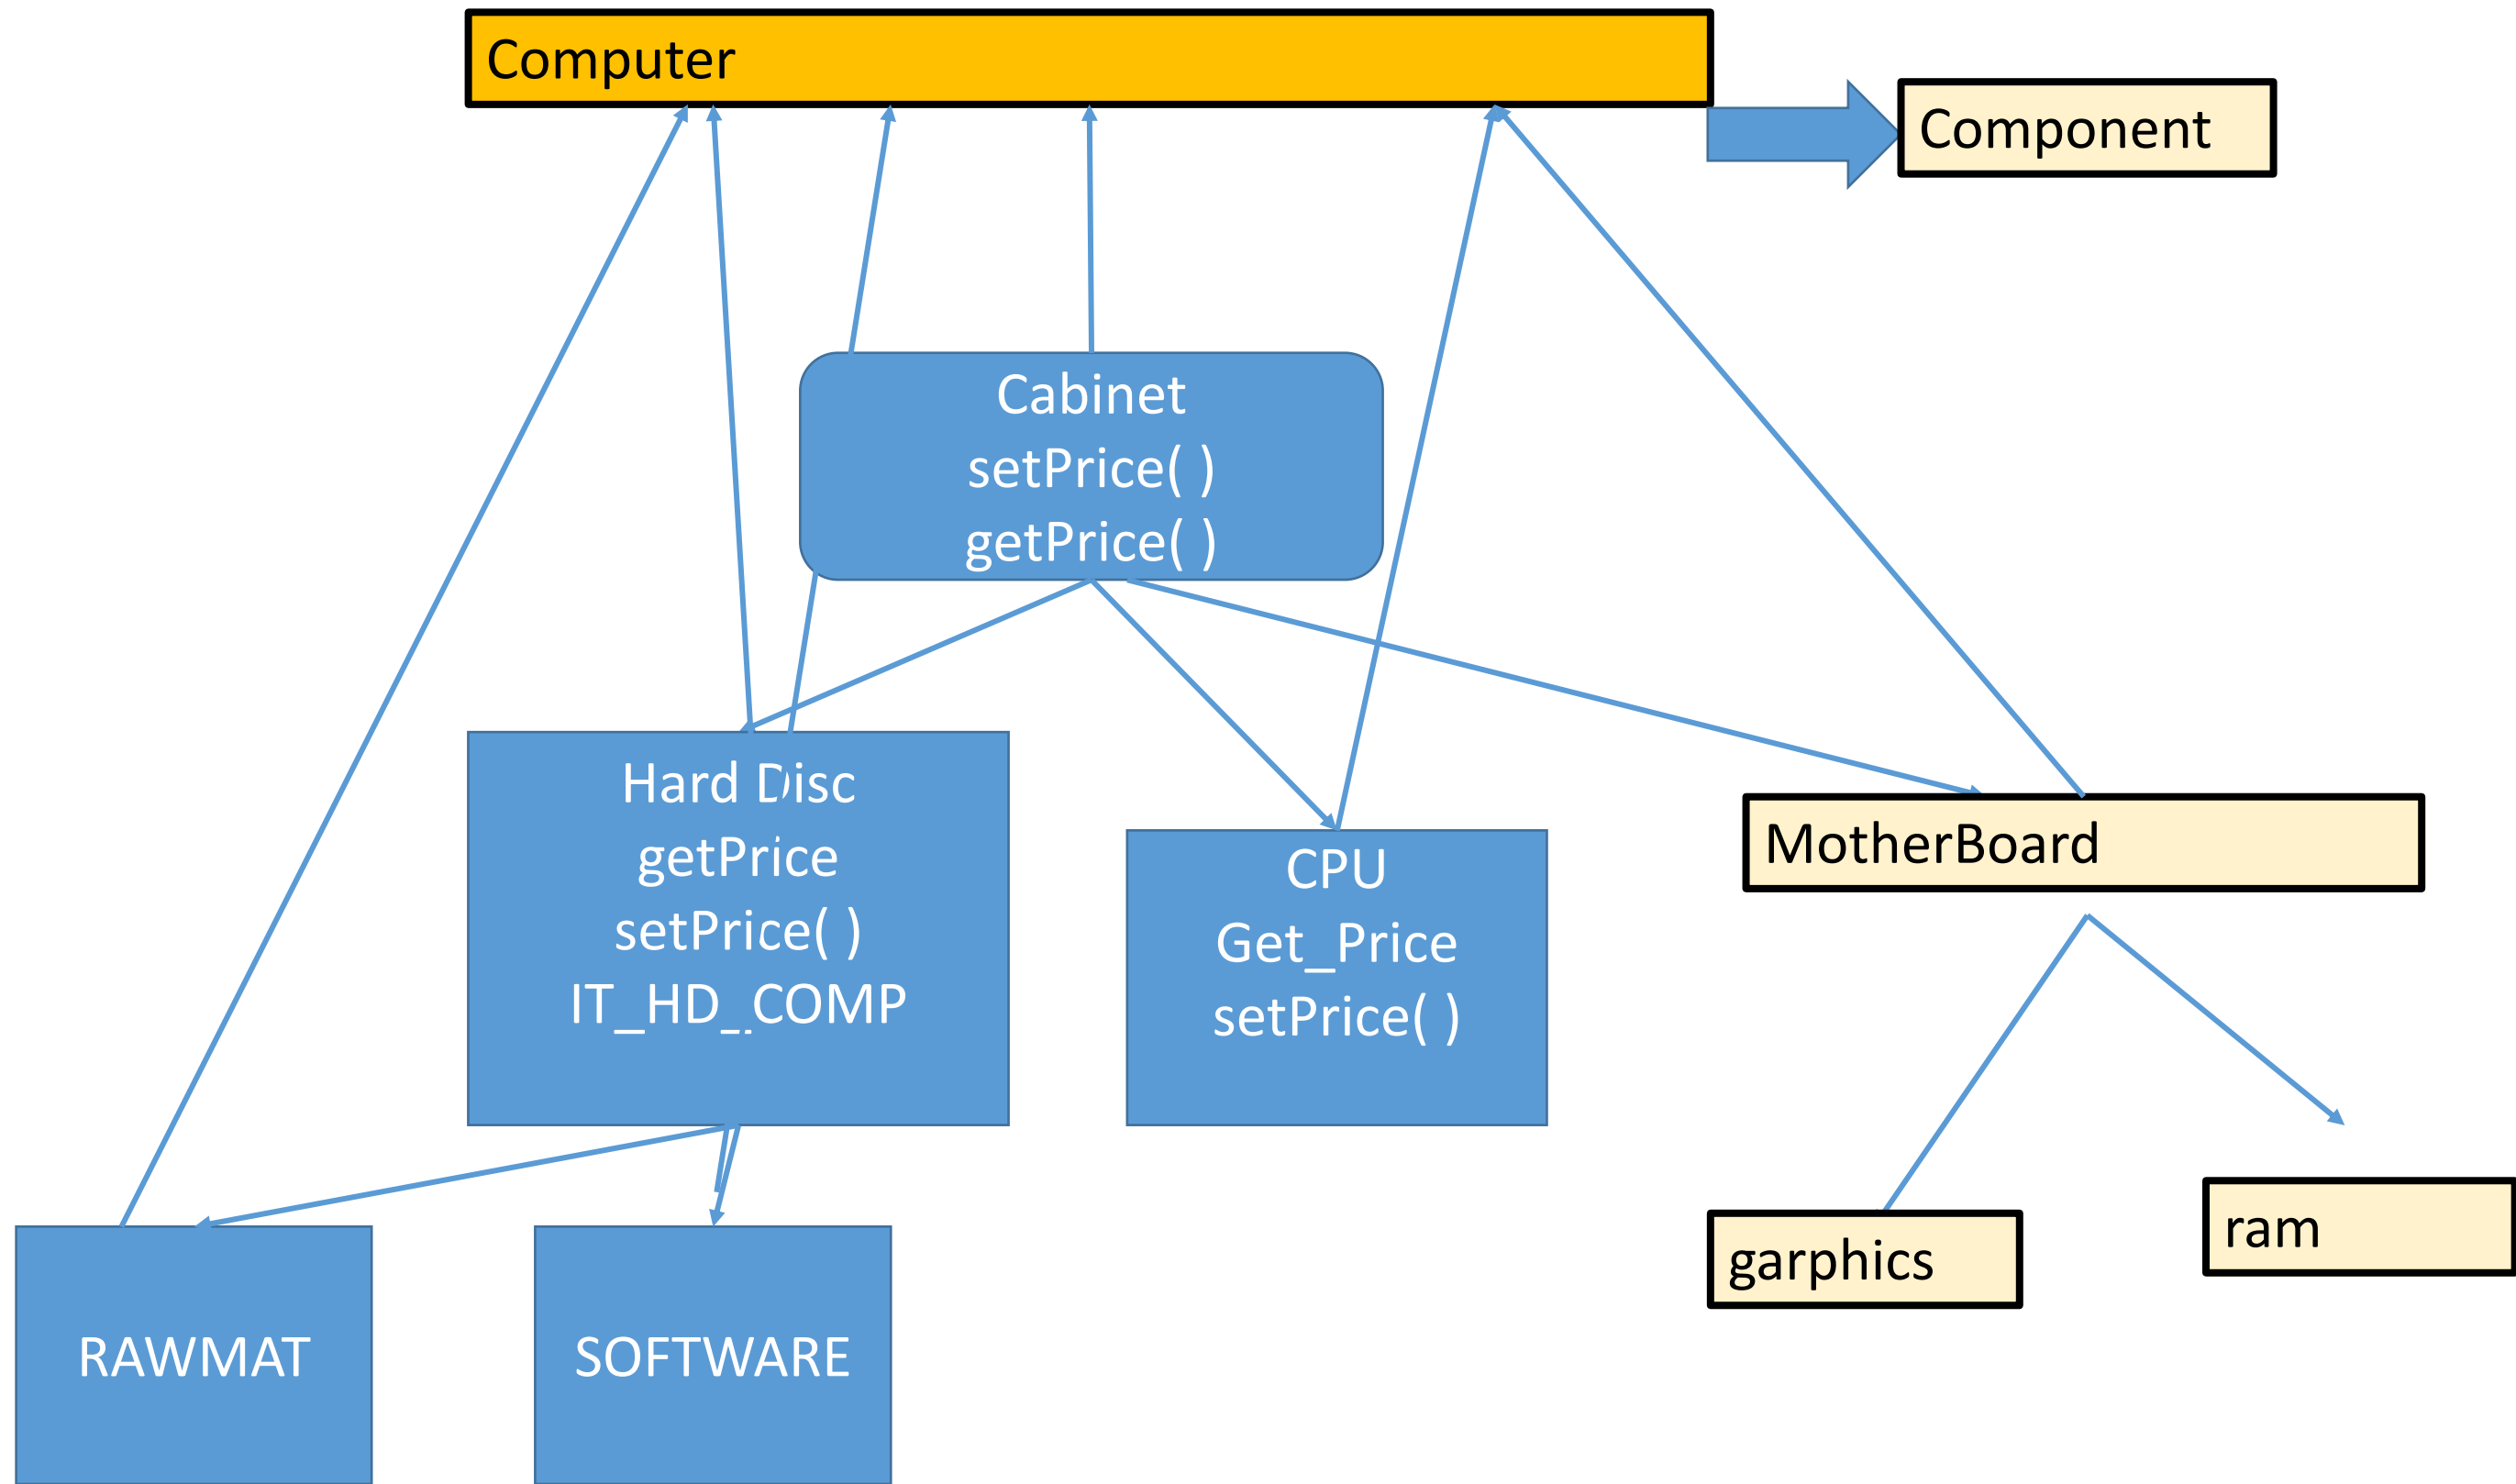 Computer
Component
Cabinet
setPrice( )
getPrice( )
Hard Disc
getPrice
setPrice( )
IT_HD_COMP
CPU
Get_Price
setPrice( )
MotherBoard
garphics
ram
RAWMAT
SOFTWARE